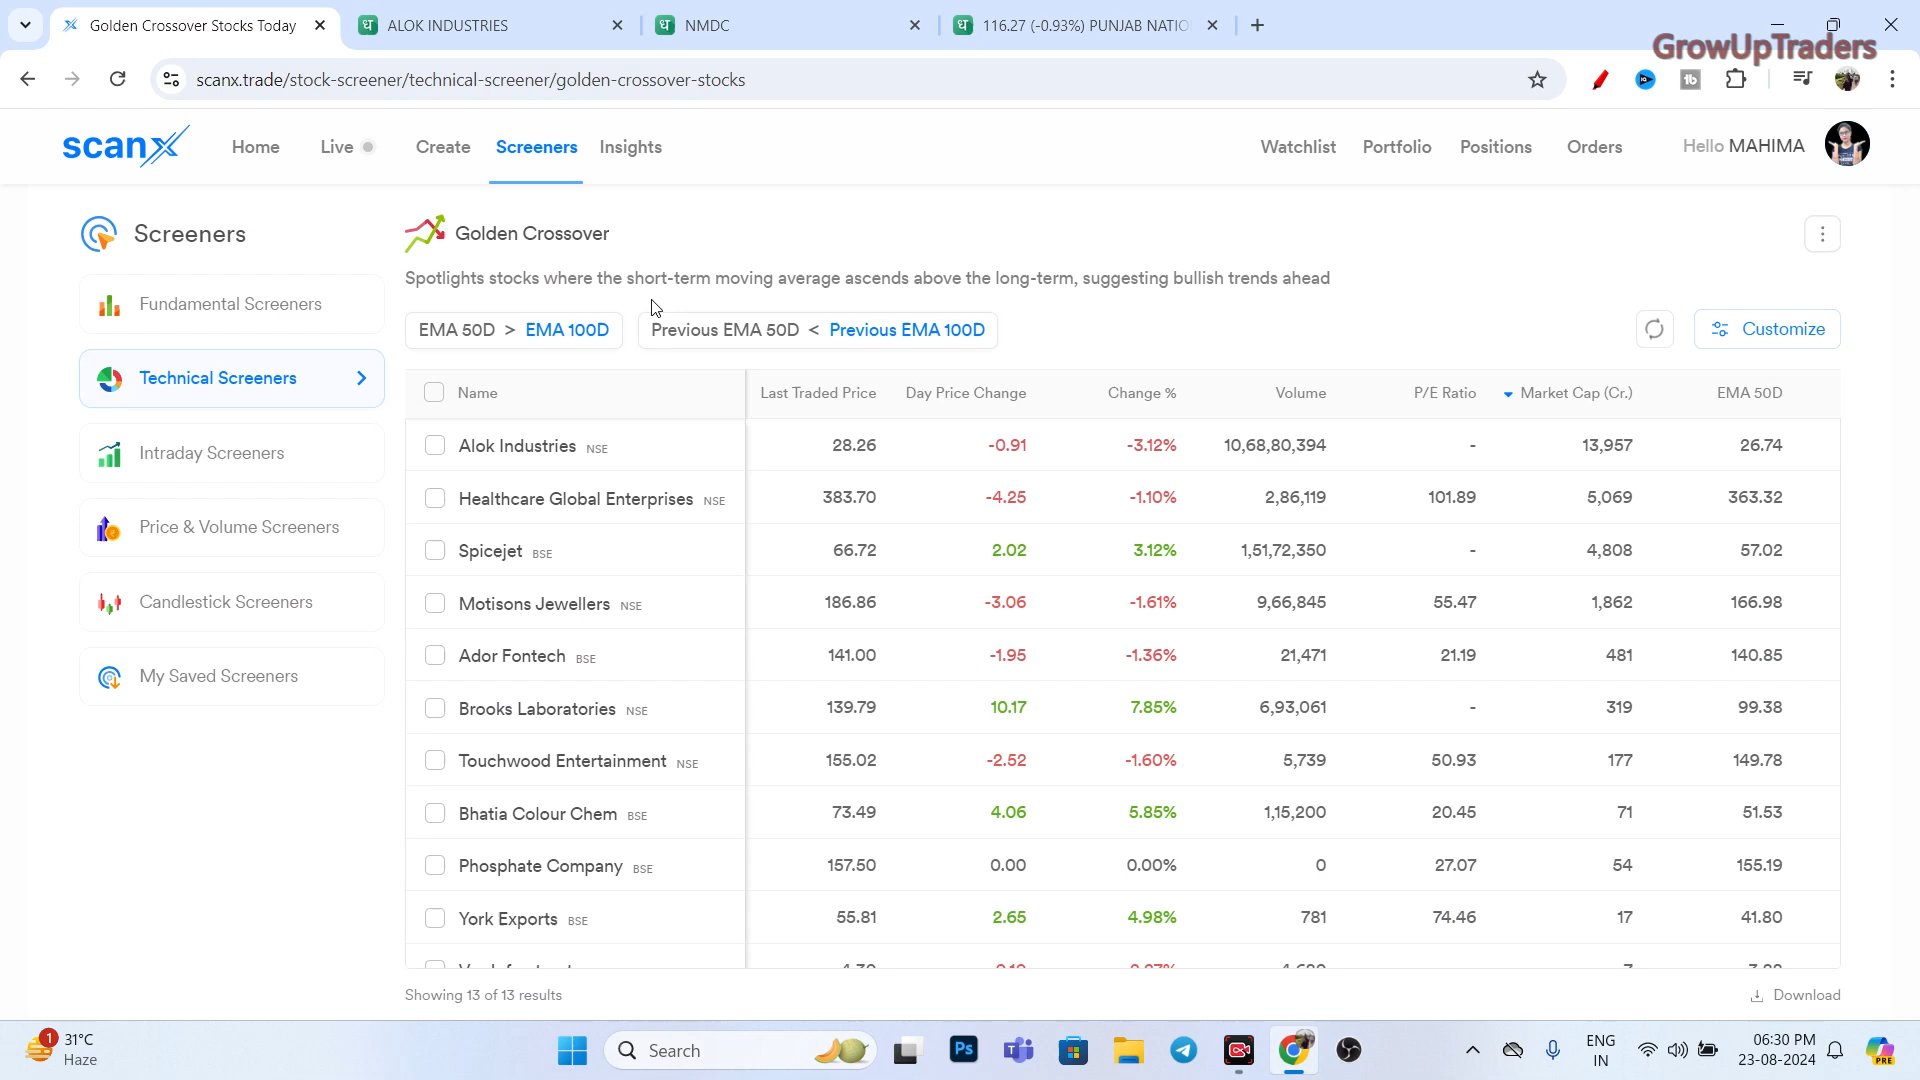 Golden Crossover Stocks Today
ALOK INDUSTRIES
NMDC
116.27 (-0.93%) PUNJAB NATIO
GrowUpTraders
scanx.trade/stock-screener/technical-screener/golden-crossover-stocks
scanx
Home
Live
Create
Screeners
Insights
Watchlist
Portfolio
Positions
Orders
Hello MAHIMA
Screeners
Fundamental Screeners
Technical Screeners
Intraday Screeners
Price & Volume Screeners
Candlestick Screeners
My Saved Screeners
Golden Crossover
Spotlights stocks where the short-term moving average ascends above the long-term, suggesting bullish trends ahead
EMA 50D > EMA 100D
Previous EMA 50D < Previous EMA 100D
Customize
Name Last Traded Price Day Price Change Change % Volume P/E Ratio Market Cap (Cr.) EMA 50D
Alok Industries NSE 28.26 -0.91 -3.12% 10,68,80,394 - 13,957 26.74
Healthcare Global Enterprises NSE 383.70 -4.25 -1.10% 2,86,119 101.89 5,069 363.32
Spicejet BSE 66.72 2.02 3.12% 1,51,72,350 - 4,808 57.02
Motisons Jewellers NSE 186.86 -3.06 -1.61% 9,66,845 55.47 1,862 166.98
Ador Fontech BSE 141.00 -1.95 -1.36% 21,471 21.19 481 140.85
Brooks Laboratories NSE 139.79 10.17 7.85% 6,93,061 - 319 99.38
Touchwood Entertainment NSE 155.02 -2.52 -1.60% 5,739 50.93 177 149.78
Bhatia Colour Chem BSE 73.49 4.06 5.85% 1,15,200 20.45 71 51.53
Phosphate Company BSE 157.50 0.00 0.00% 0 27.07 54 155.19
York Exports BSE 55.81 2.65 4.98% 781 74.46 17 41.80
Showing 13 of 13 results
Download
1
31°C
Haze
Search
Ps
ENG
IN
06:30 PM
23-08-2024
PRE